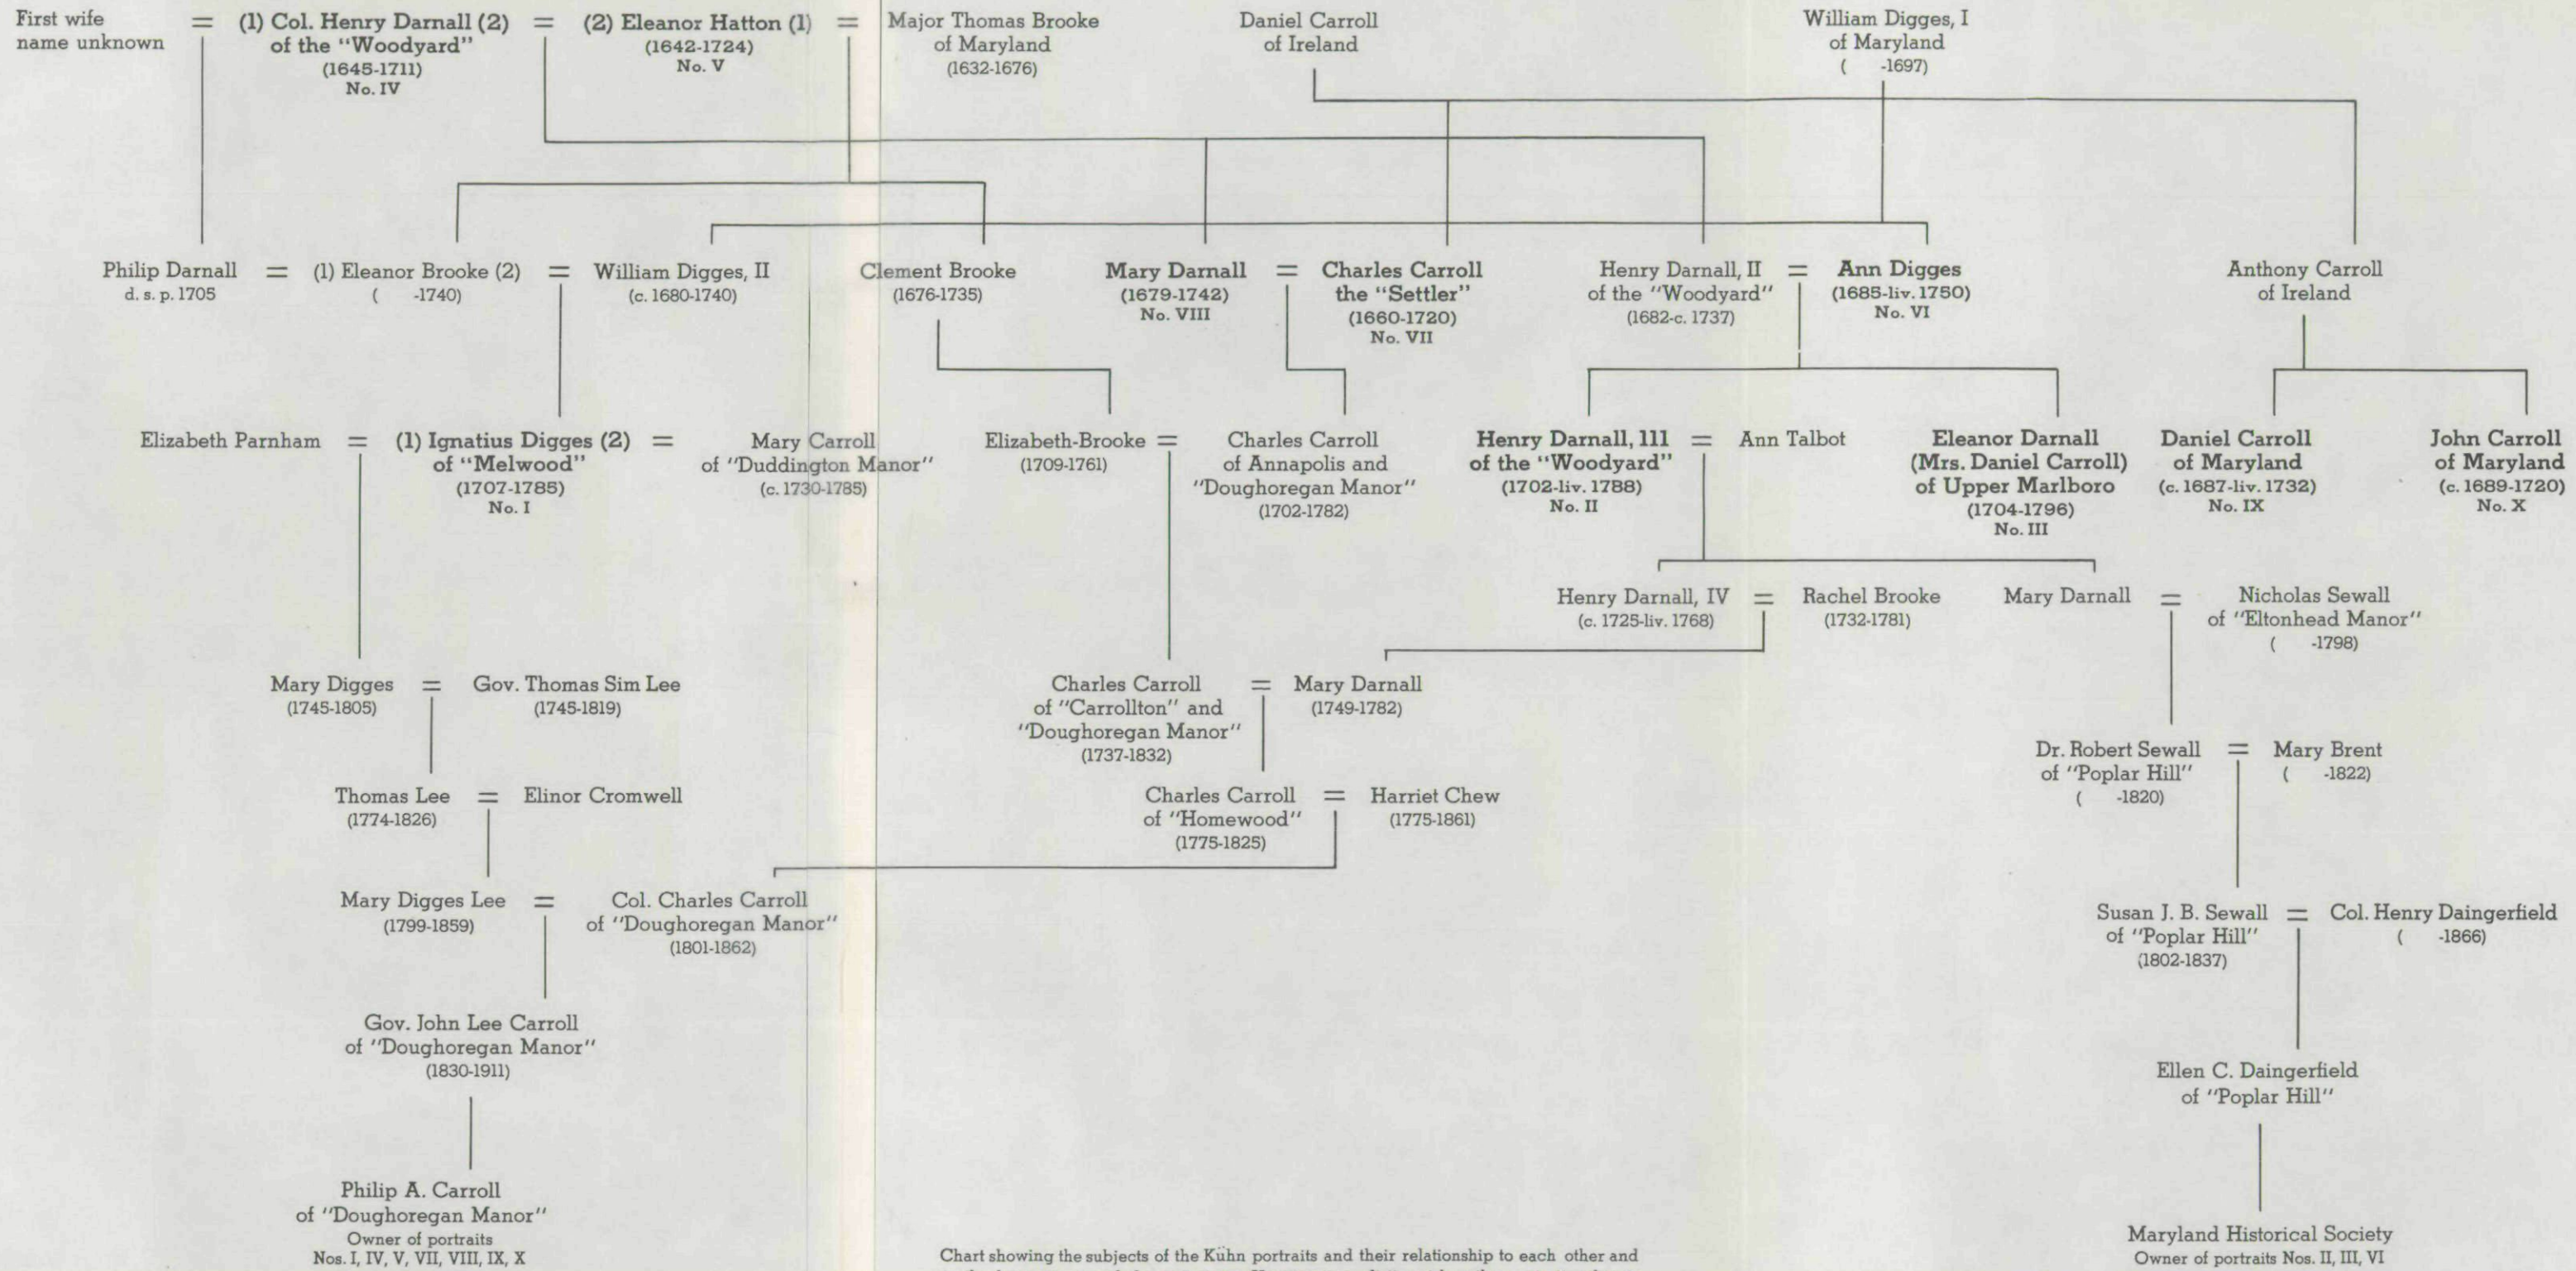 First wife
name unknown
=
(1) Col. Henry Darnall (2)
of the "Woodyard"
(1645-1711)
No. IV
=
(2) Eleanor Hatton (1)
(1642-1724)
No. V
=
Major Thomas Brooke
of Maryland
(1632-1676)
Daniel Carroll
of Ireland
William Digges, I
of Maryland
( -1697)
Philip Darnall
d. s. p. 1705
=
(1) Eleanor Brooke (2)
( -1740)
=
William Digges, II
(c. 1680-1740)
Clement Brooke
(1676-1735)
Mary Darnall
(1679-1742)
No. VIII
=
Charles Carroll
the "Settler"
(1660-1720)
No. VII
Henry Darnall, II
of the "Woodyard"
(1682-c. 1737)
=
Ann Digges
(1685-liv. 1750)
No. VI
Anthony Carroll
of Ireland
Elizabeth Parnham
=
(1) Ignatius Digges (2)
of "Melwood"
(1707-1785)
No. I
=
Mary Carroll
of "Duddington Manor"
(c. 1730-1785)
Elizabeth-Brooke
(1709-1761)
=
Charles Carroll
of Annapolis and
"Doughoregan Manor"
(1702-1782)
Henry Darnall, 111
of the "Woodyard"
(1702-liv. 1788)
No. II
=
Ann Talbot
Eleanor Darnall
(Mrs. Daniel Carroll)
of Upper Marlboro
(1704-1796)
No. III
Daniel Carroll
of Maryland
(c. 1687-liv. 1732)
No. IX
John Carroll
of Maryland
(c. 1689-1720)
No. X
Henry Darnall, IV
(c. 1725-liv. 1768)
=
Rachel Brooke
(1732-1781)
Mary Darnall
=
Nicholas Sewall
of "Eltonhead Manor"
( -1798)
Mary Digges
(1745-1805)
=
Gov. Thomas Sim Lee
(1745-1819)
Charles Carroll
of "Carrollton" and
"Doughoregan Manor"
(1737-1832)
=
Mary Darnall
(1749-1782)
Dr. Robert Sewall
of "Poplar Hill"
( -1820)
=
Mary Brent
( -1822)
Thomas Lee
(1774-1826)
=
Elinor Cromwell
Charles Carroll
of "Homewood"
(1775-1825)
=
Harriet Chew
(1775-1861)
Mary Digges Lee
(1799-1859)
=
Col. Charles Carroll
of "Doughoregan Manor"
(1801-1862)
Susan J. B. Sewall
of "Poplar Hill"
(1802-1837)
=
Col. Henry Daingerfield
( -1866)
Gov. John Lee Carroll
of "Doughoregan Manor"
(1830-1911)
Ellen C. Daingerfield
of "Poplar Hill"
Philip A. Carroll
of "Doughoregan Manor"
Owner of portraits
Nos. I, IV, V, VII, VIII, IX, X
Maryland Historical Society
Owner of portraits Nos. II, III, VI
Chart showing the subjects of the Kühn portraits and their relationship to each other and